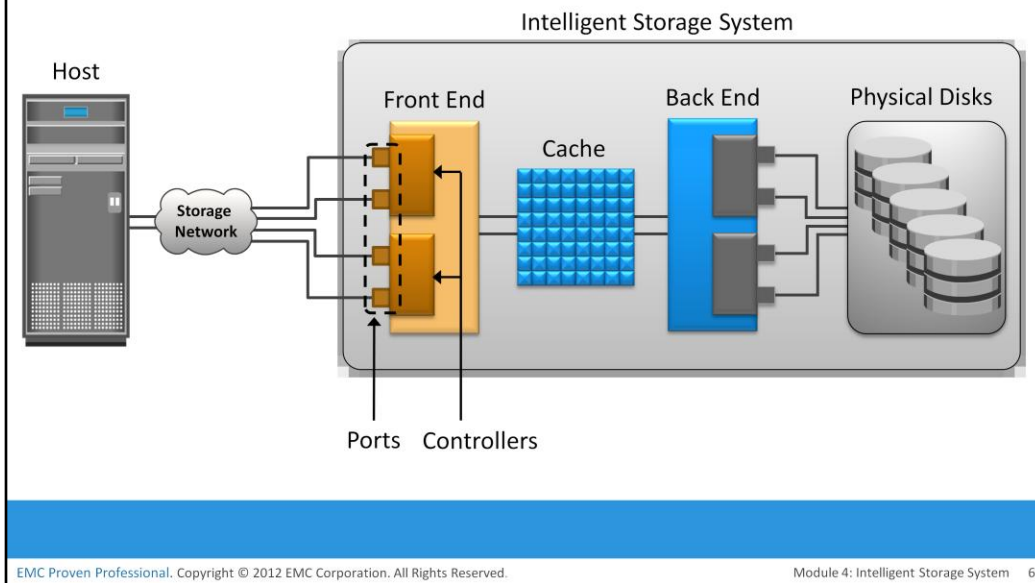 Intelligent Storage System
Host
Front End
Back End
Physical Disks
Cache
Storage
Network
Ports
Controllers
EMC Proven Professional. Copyright © 2012 EMC Corporation. All Rights Reserved.
Module 4: Intelligent Storage System 6